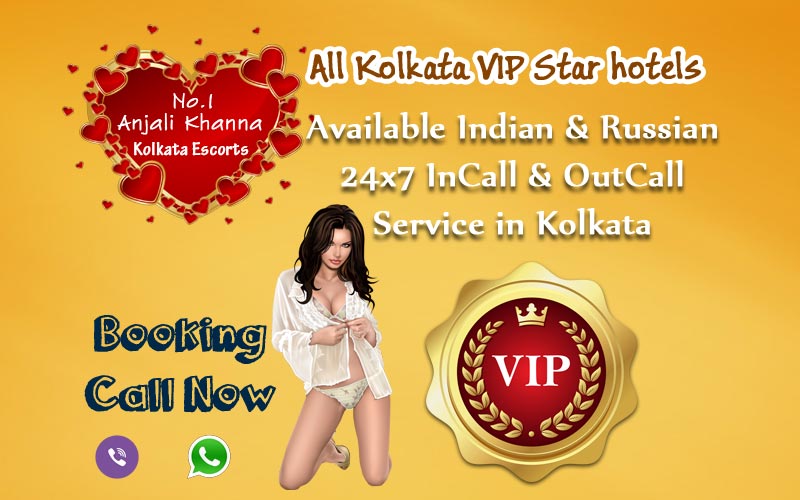 No.1
Anjali Khanna
Kolkata Escorts
All Kolkata VIP Star hotels
Available Indian & Russian
24x7 InCall & OutCall
Service in Kolkata
Booking
Call Now
VIP